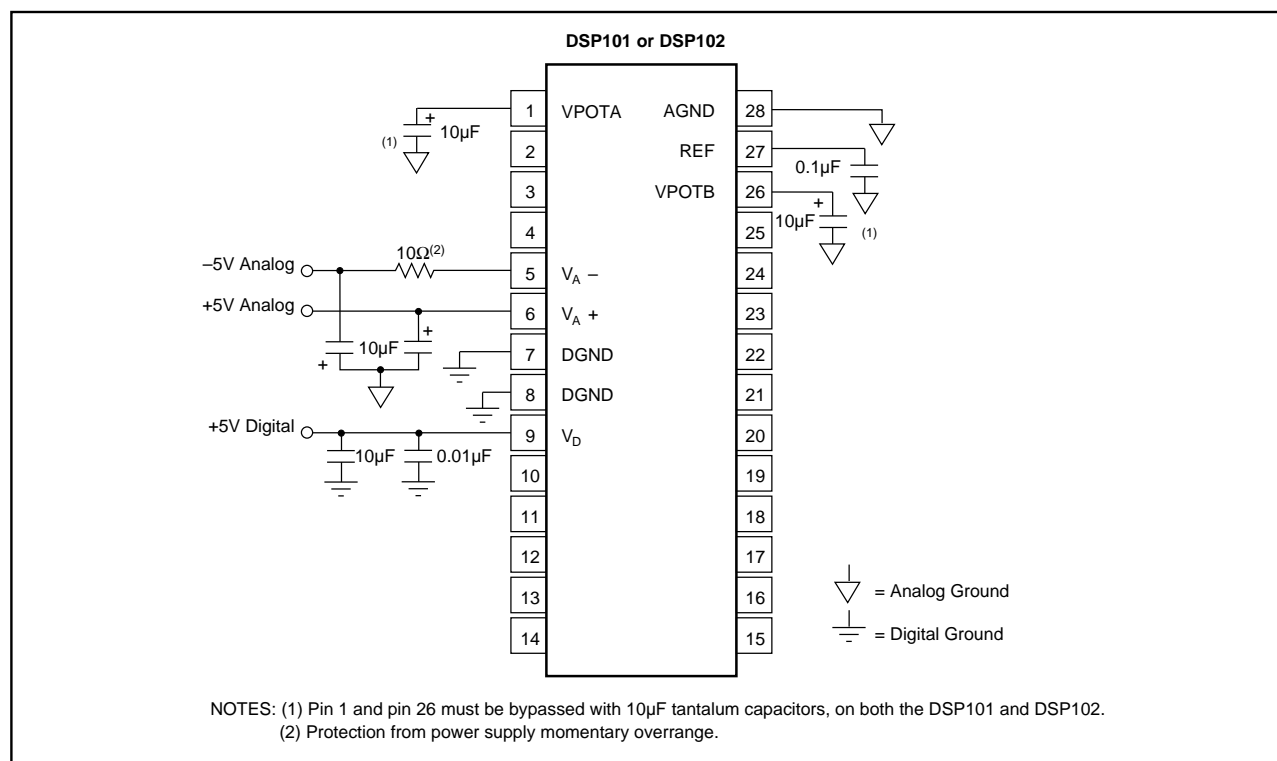 DSP101 or DSP102
1 VPOTA AGND 28
+ 10µF
(1)
2 REF 27
0.1µF
3 VPOTB 26
+
10µF
(1)
4 25
–5V Analog 10Ω(2) 5 VA – 24
+5V Analog 6 VA + 23
+ 10µF +
7 DGND 22
8 DGND 21
+5V Digital 9 VD 20
10µF 0.01µF
10 19
11 18
12 17
13 16
14 15
= Analog Ground
= Digital Ground
NOTES: (1) Pin 1 and pin 26 must be bypassed with 10µF tantalum capacitors, on both the DSP101 and DSP102.
(2) Protection from power supply momentary overrange.